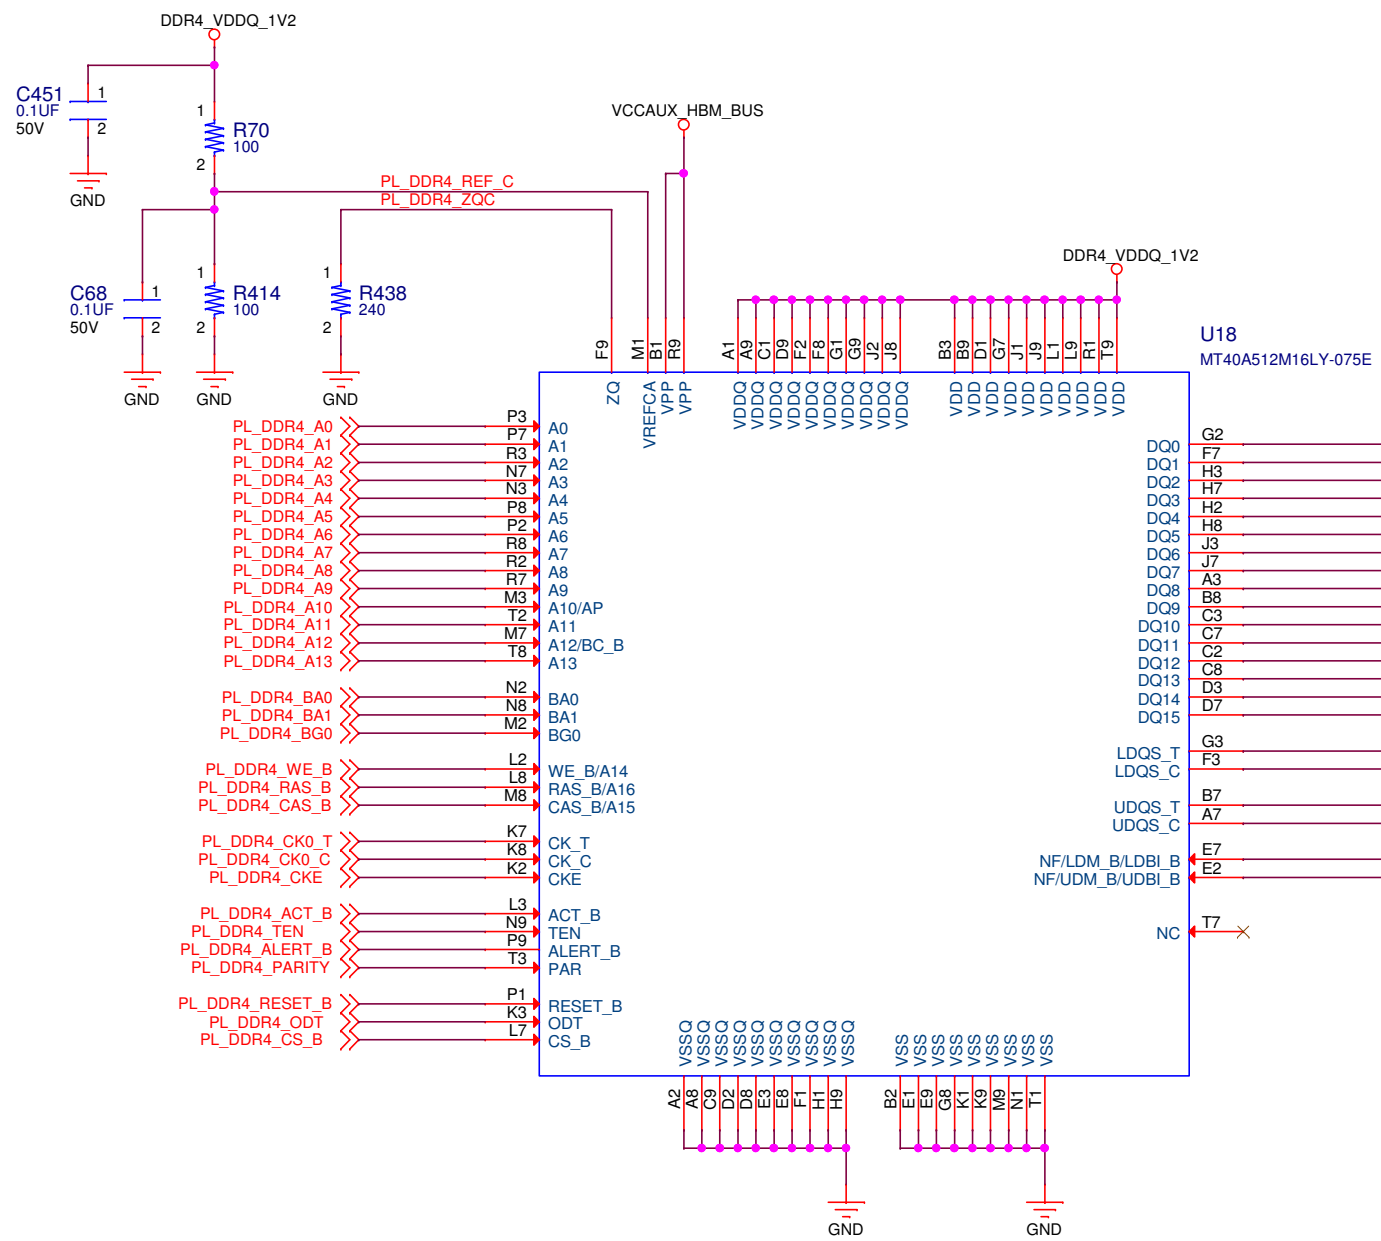 DDR4_VDDQ_1V2
C451
0.1UF
50V
1
2
GND
1
R70
100
2
VCCAUX_HBM_BUS
PL_DDR4_REF_C
PL_DDR4_ZQC
C68
0.1UF
50V
1
2
GND
1
R414
100
2
GND
1
R438
240
2
GND
DDR4_VDDQ_1V2
U18
MT40A512M16LY-075E
F9 M1 B1 R9 A1 A9 C1 D9 F2 F8 G1 G9 J2 J8 B3 B9 D1 G7 J1 J9 L1 L9 R1 T9
ZQ VREFCA VPP VPP VDDQ VDDQ VDDQ VDDQ VDDQ VDDQ VDDQ VDDQ VDDQ VDDQ VDD VDD VDD VDD VDD VDD VDD VDD VDD VDD
PL_DDR4_A0 P3 A0
PL_DDR4_A1 P7 A1
PL_DDR4_A2 R3 A2
PL_DDR4_A3 N7 A3
PL_DDR4_A4 N3 A4
PL_DDR4_A5 P8 A5
PL_DDR4_A6 P2 A6
PL_DDR4_A7 R8 A7
PL_DDR4_A8 R2 A8
PL_DDR4_A9 R7 A9
PL_DDR4_A10 M3 A10/AP
PL_DDR4_A11 T2 A11
PL_DDR4_A12 M7 A12/BC_B
PL_DDR4_A13 T8 A13
PL_DDR4_BA0 N2 BA0
PL_DDR4_BA1 N8 BA1
PL_DDR4_BG0 M2 BG0
PL_DDR4_WE_B L2 WE_B/A14
PL_DDR4_RAS_B L8 RAS_B/A16
PL_DDR4_CAS_B M8 CAS_B/A15
PL_DDR4_CK0_T K7 CK_T
PL_DDR4_CK0_C K8 CK_C
PL_DDR4_CKE K2 CKE
PL_DDR4_ACT_B L3 ACT_B
PL_DDR4_TEN N9 TEN
PL_DDR4_ALERT_B P9 ALERT_B
PL_DDR4_PARITY T3 PAR
PL_DDR4_RESET_B P1 RESET_B
PL_DDR4_ODT K3 ODT
PL_DDR4_CS_B L7 CS_B
DQ0 G2
DQ1 F7
DQ2 H3
DQ3 H7
DQ4 H2
DQ5 H8
DQ6 J3
DQ7 J7
DQ8 A3
DQ9 B8
DQ10 C3
DQ11 C7
DQ12 C2
DQ13 C8
DQ14 D3
DQ15 D7
LDQS_T G3
LDQS_C F3
UDQS_T B7
UDQS_C A7
NF/LDM_B/LDBI_B E7
NF/UDM_B/UDBI_B E2
NC T7
VSSQ VSSQ VSSQ VSSQ VSSQ VSSQ VSSQ VSSQ VSSQ VSSQ VSS VSS VSS VSS VSS VSS VSS VSS VSS
A2 A8 C9 D2 D8 E3 E8 F1 H1 H9 B2 E1 E9 G8 K1 K9 M9 N1 T1
GND
GND